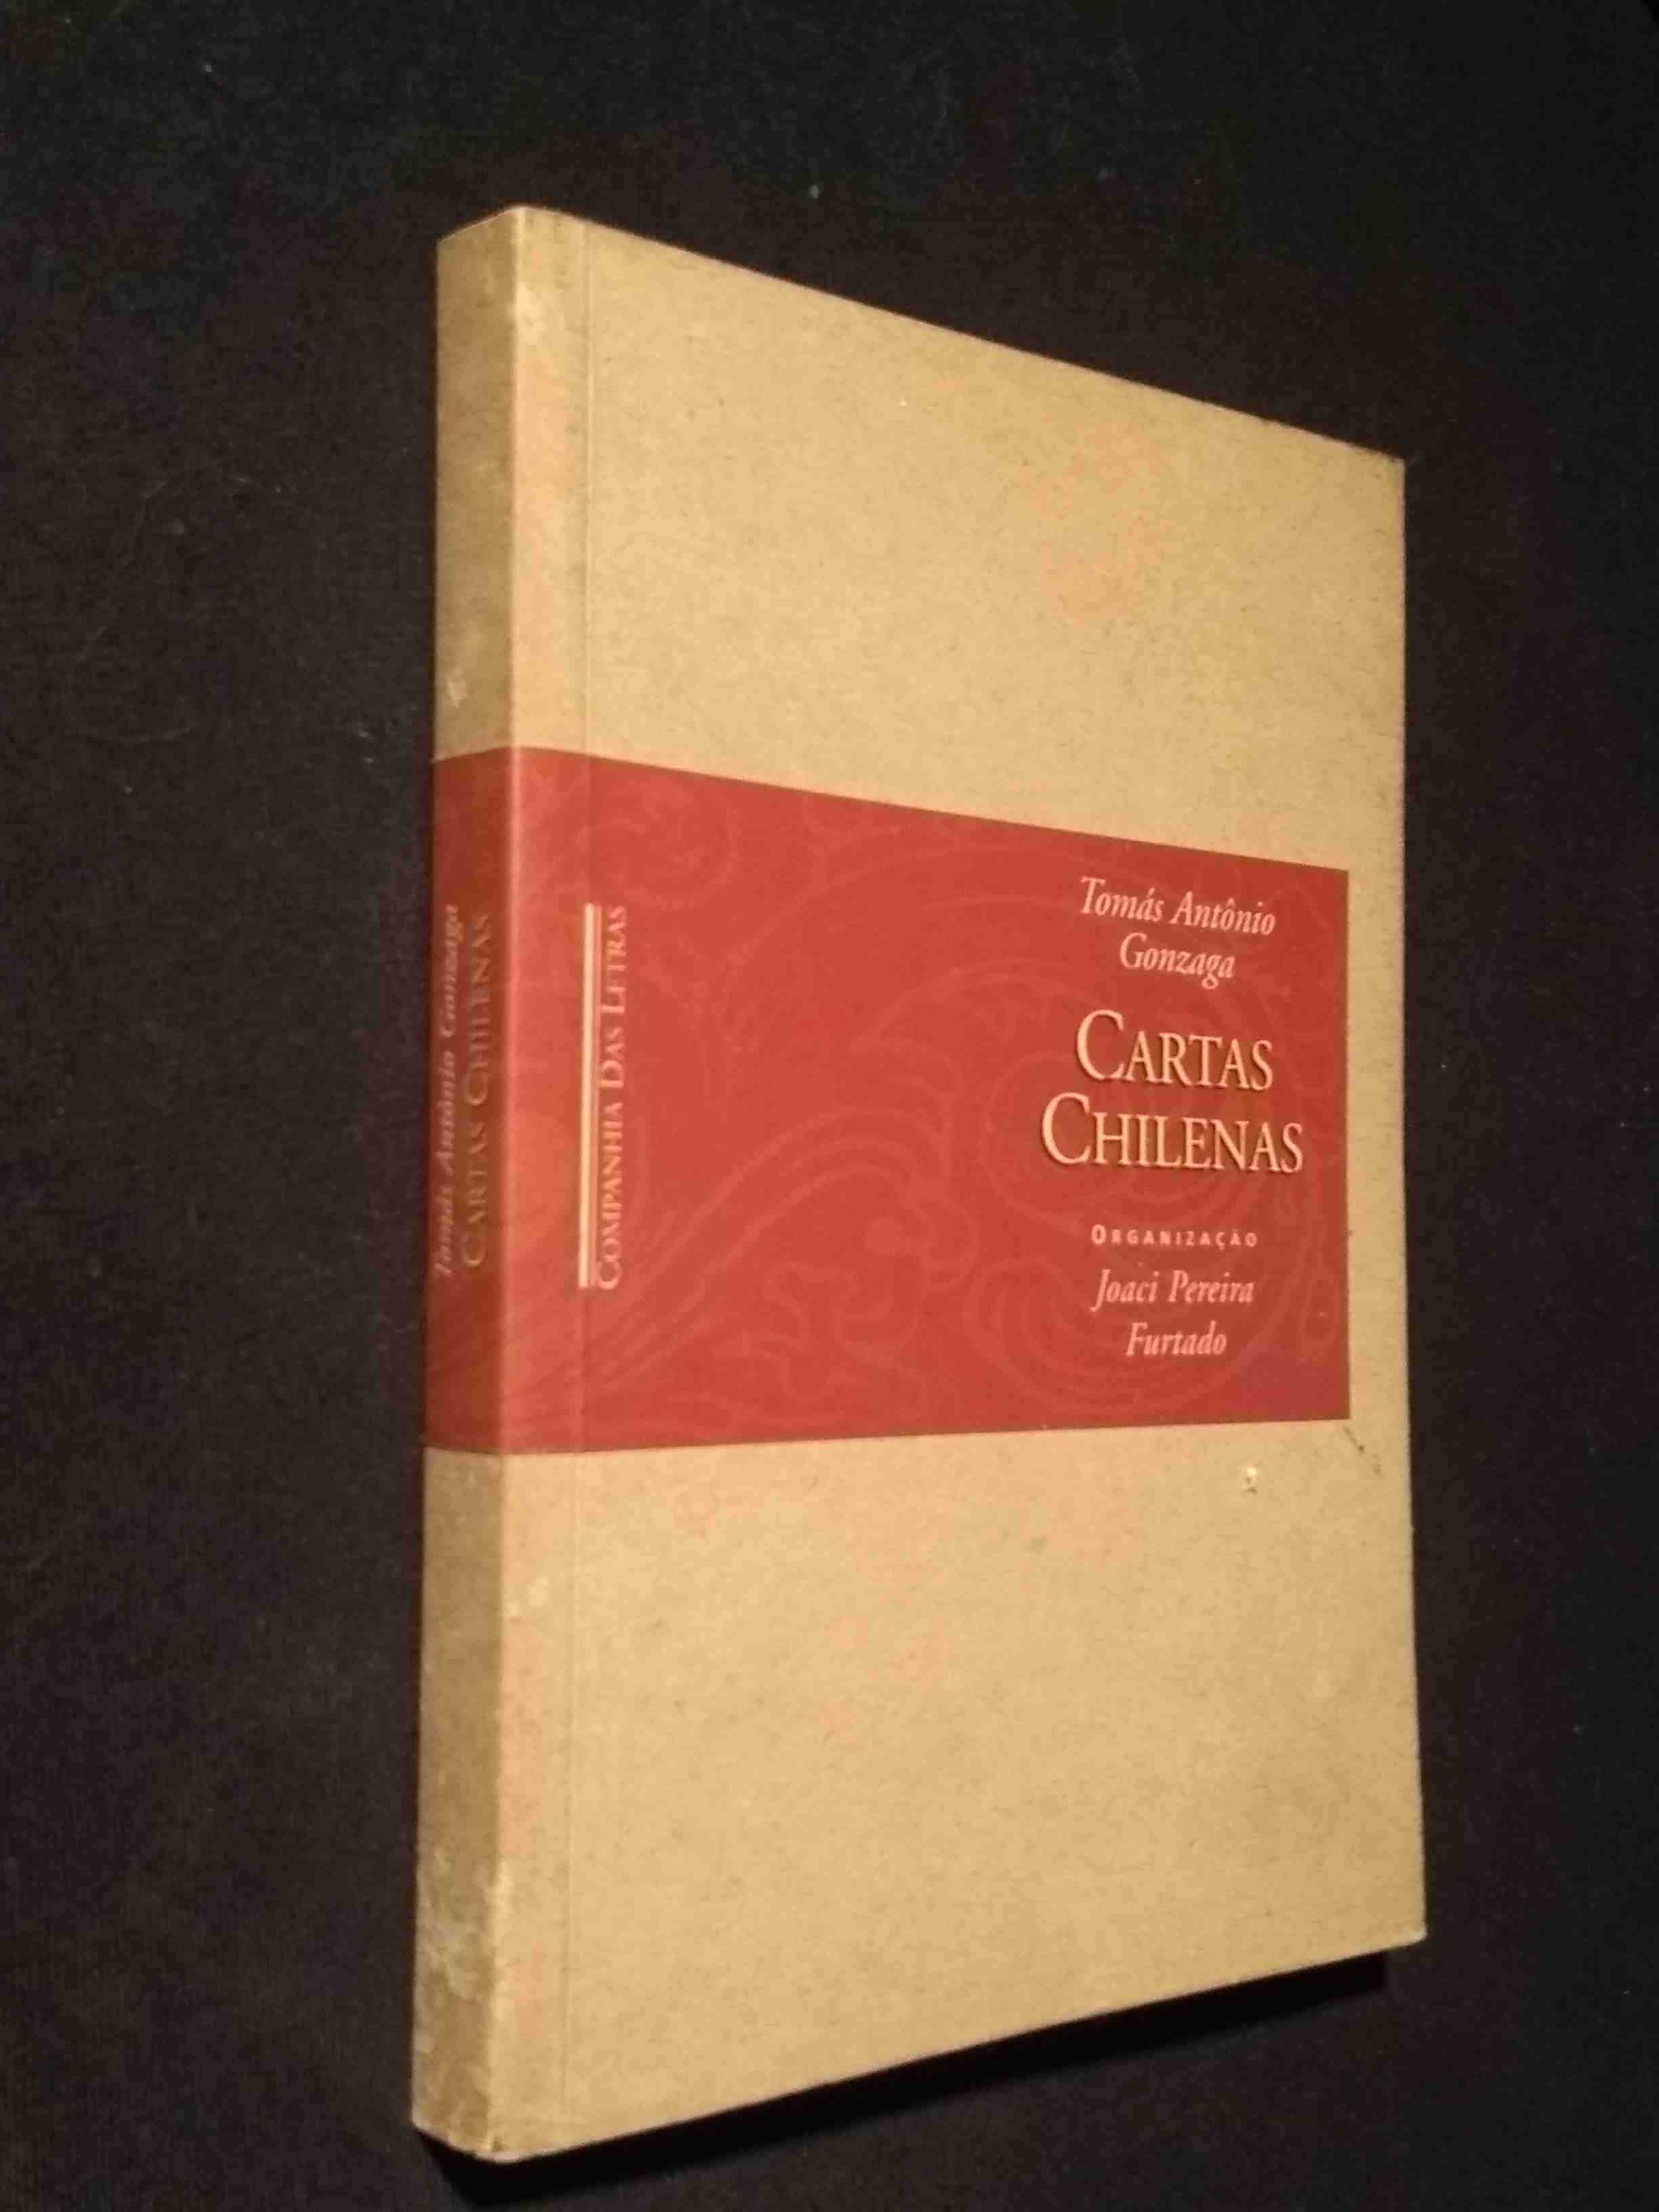 Tomás Antônio Gonzaga
CARTAS CHILENAS
COMPANHIA DAS LETRAS
Tomás Antônio
Gonzaga
CARTAS
CHILENAS
ORGANIZAÇÃO
Joaci Pereira
Furtado